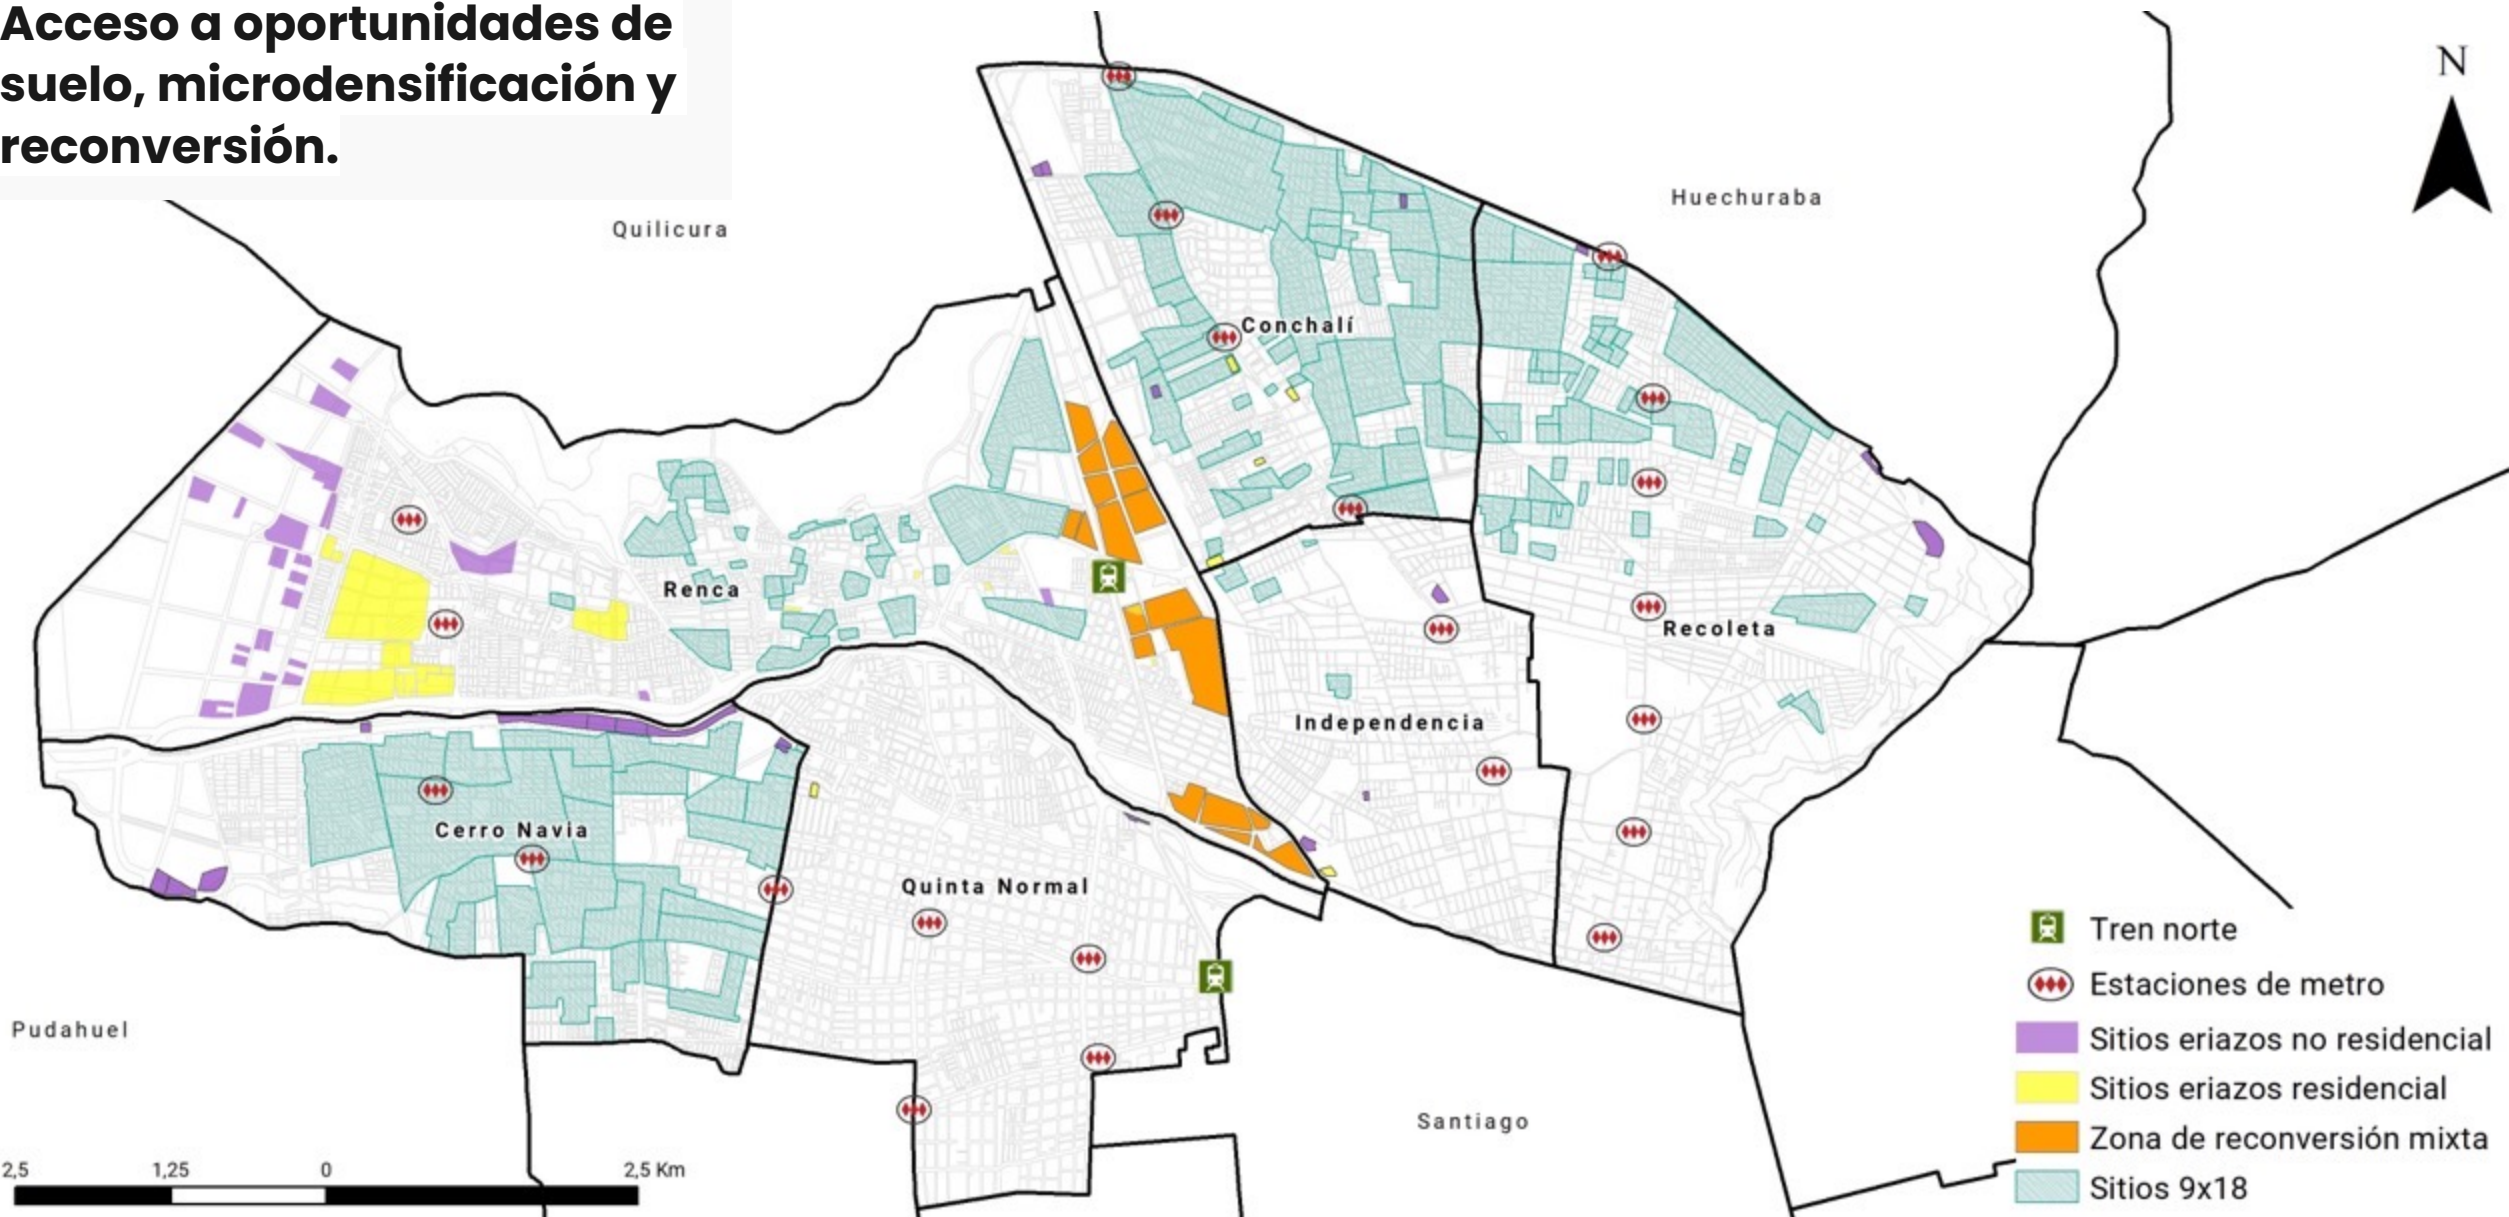 Acceso a oportunidades de
suelo, microdensificación y
reconversión.
N
Huechuraba
Quilicura
Conchalí
Renca
Recoleta
Independencia
Cerro Navia
Quinta Normal
Pudahuel
Santiago
Tren norte
Estaciones de metro
Sitios eriazos no residencial
Sitios eriazos residencial
Zona de reconversión mixta
Sitios 9x18
2,5 1,25 0 2,5 Km